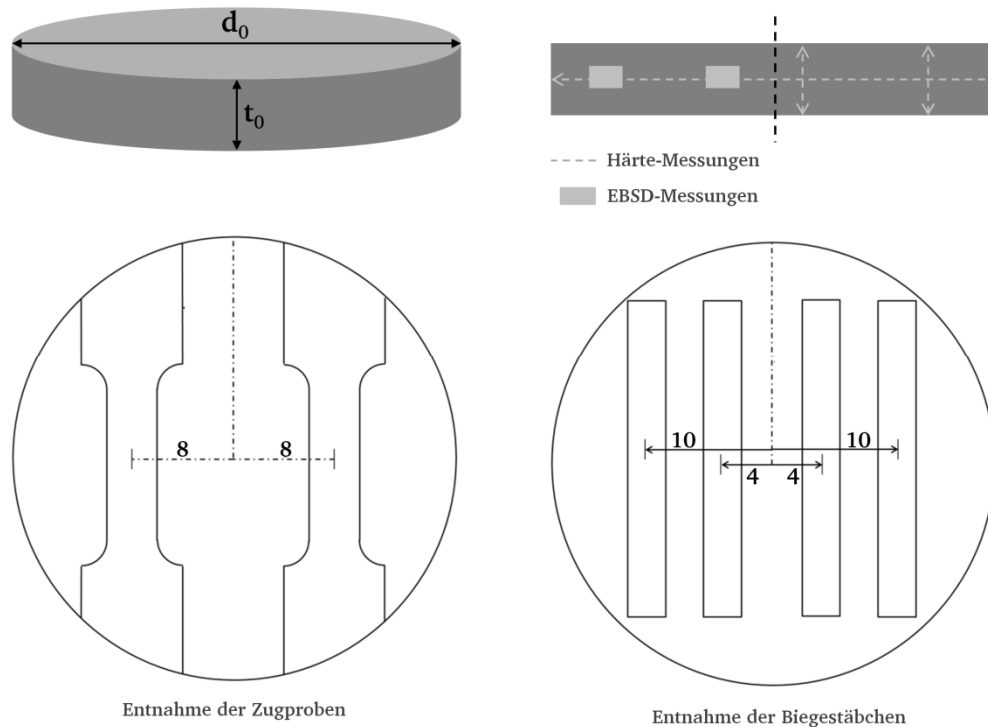 d₀
t₀
Härte-Messungen
EBSD-Messungen
8 8
10 10
4 4
Entnahme der Zugproben
Entnahme der Biegestäbchen